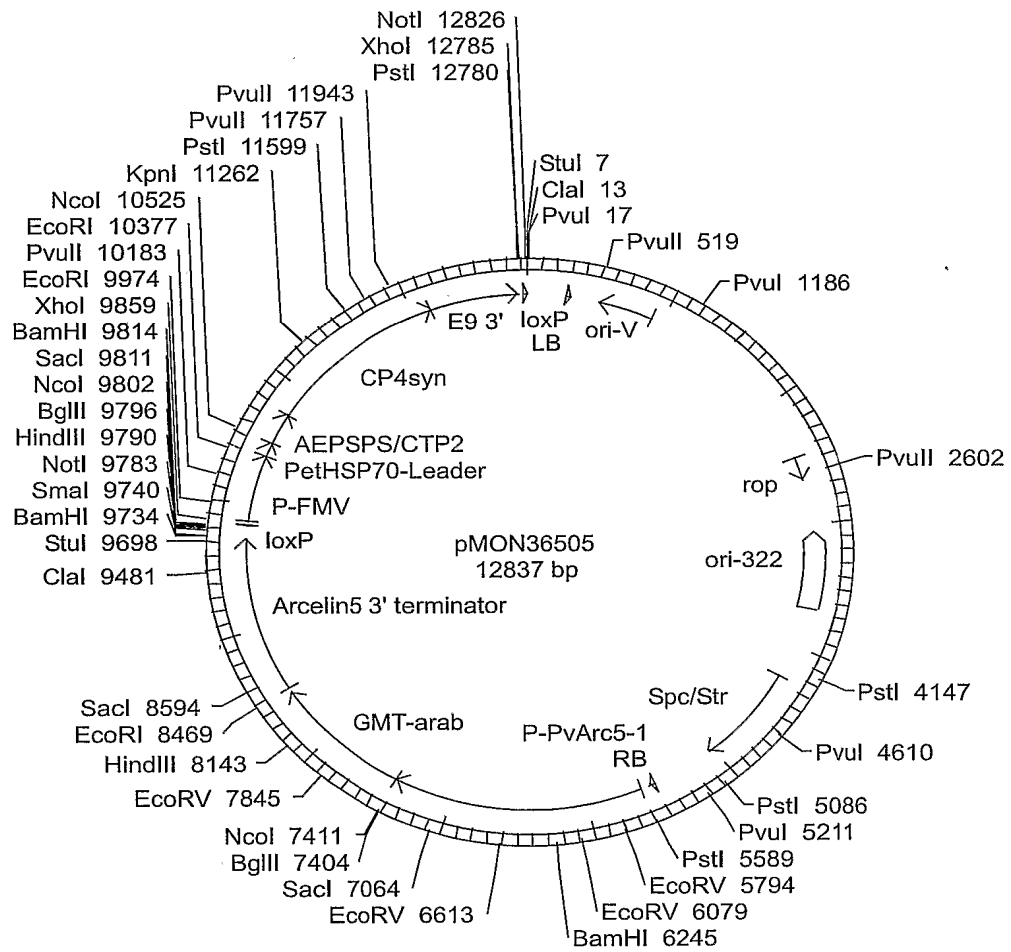 NotI 12826
XhoI 12785
PstI 12780
PvuII 11943
PvuII 11757
PstI 11599
KpnI 11262
NcoI 10525
EcoRI 10377
PvuII 10183
EcoRI 9974
XhoI 9859
BamHI 9814
SacI 9811
NcoI 9802
BglII 9796
HindIII 9790
NotI 9783
SmaI 9740
BamHI 9734
StuI 9698
ClaI 9481
SacI 8594
EcoRI 8469
HindIII 8143
EcoRV 7845
NcoI 7411
BglII 7404
SacI 7064
EcoRV 6613
StuI 7
ClaI 13
PvuI 17
PvuII 519
PvuI 1186
PvuII 2602
PstI 4147
PvuI 4610
PstI 5086
PvuI 5211
PstI 5589
EcoRV 5794
EcoRV 6079
BamHI 6245
E9 3'
loxP
LB
ori-V
CP4syn
AEPSPS/CTP2
PetHSP70-Leader
P-FMV
loxP
rop
pMON36505
12837 bp
ori-322
Arcelin5 3' terminator
Spc/Str
GMT-arab
P-PvArc5-1
RB